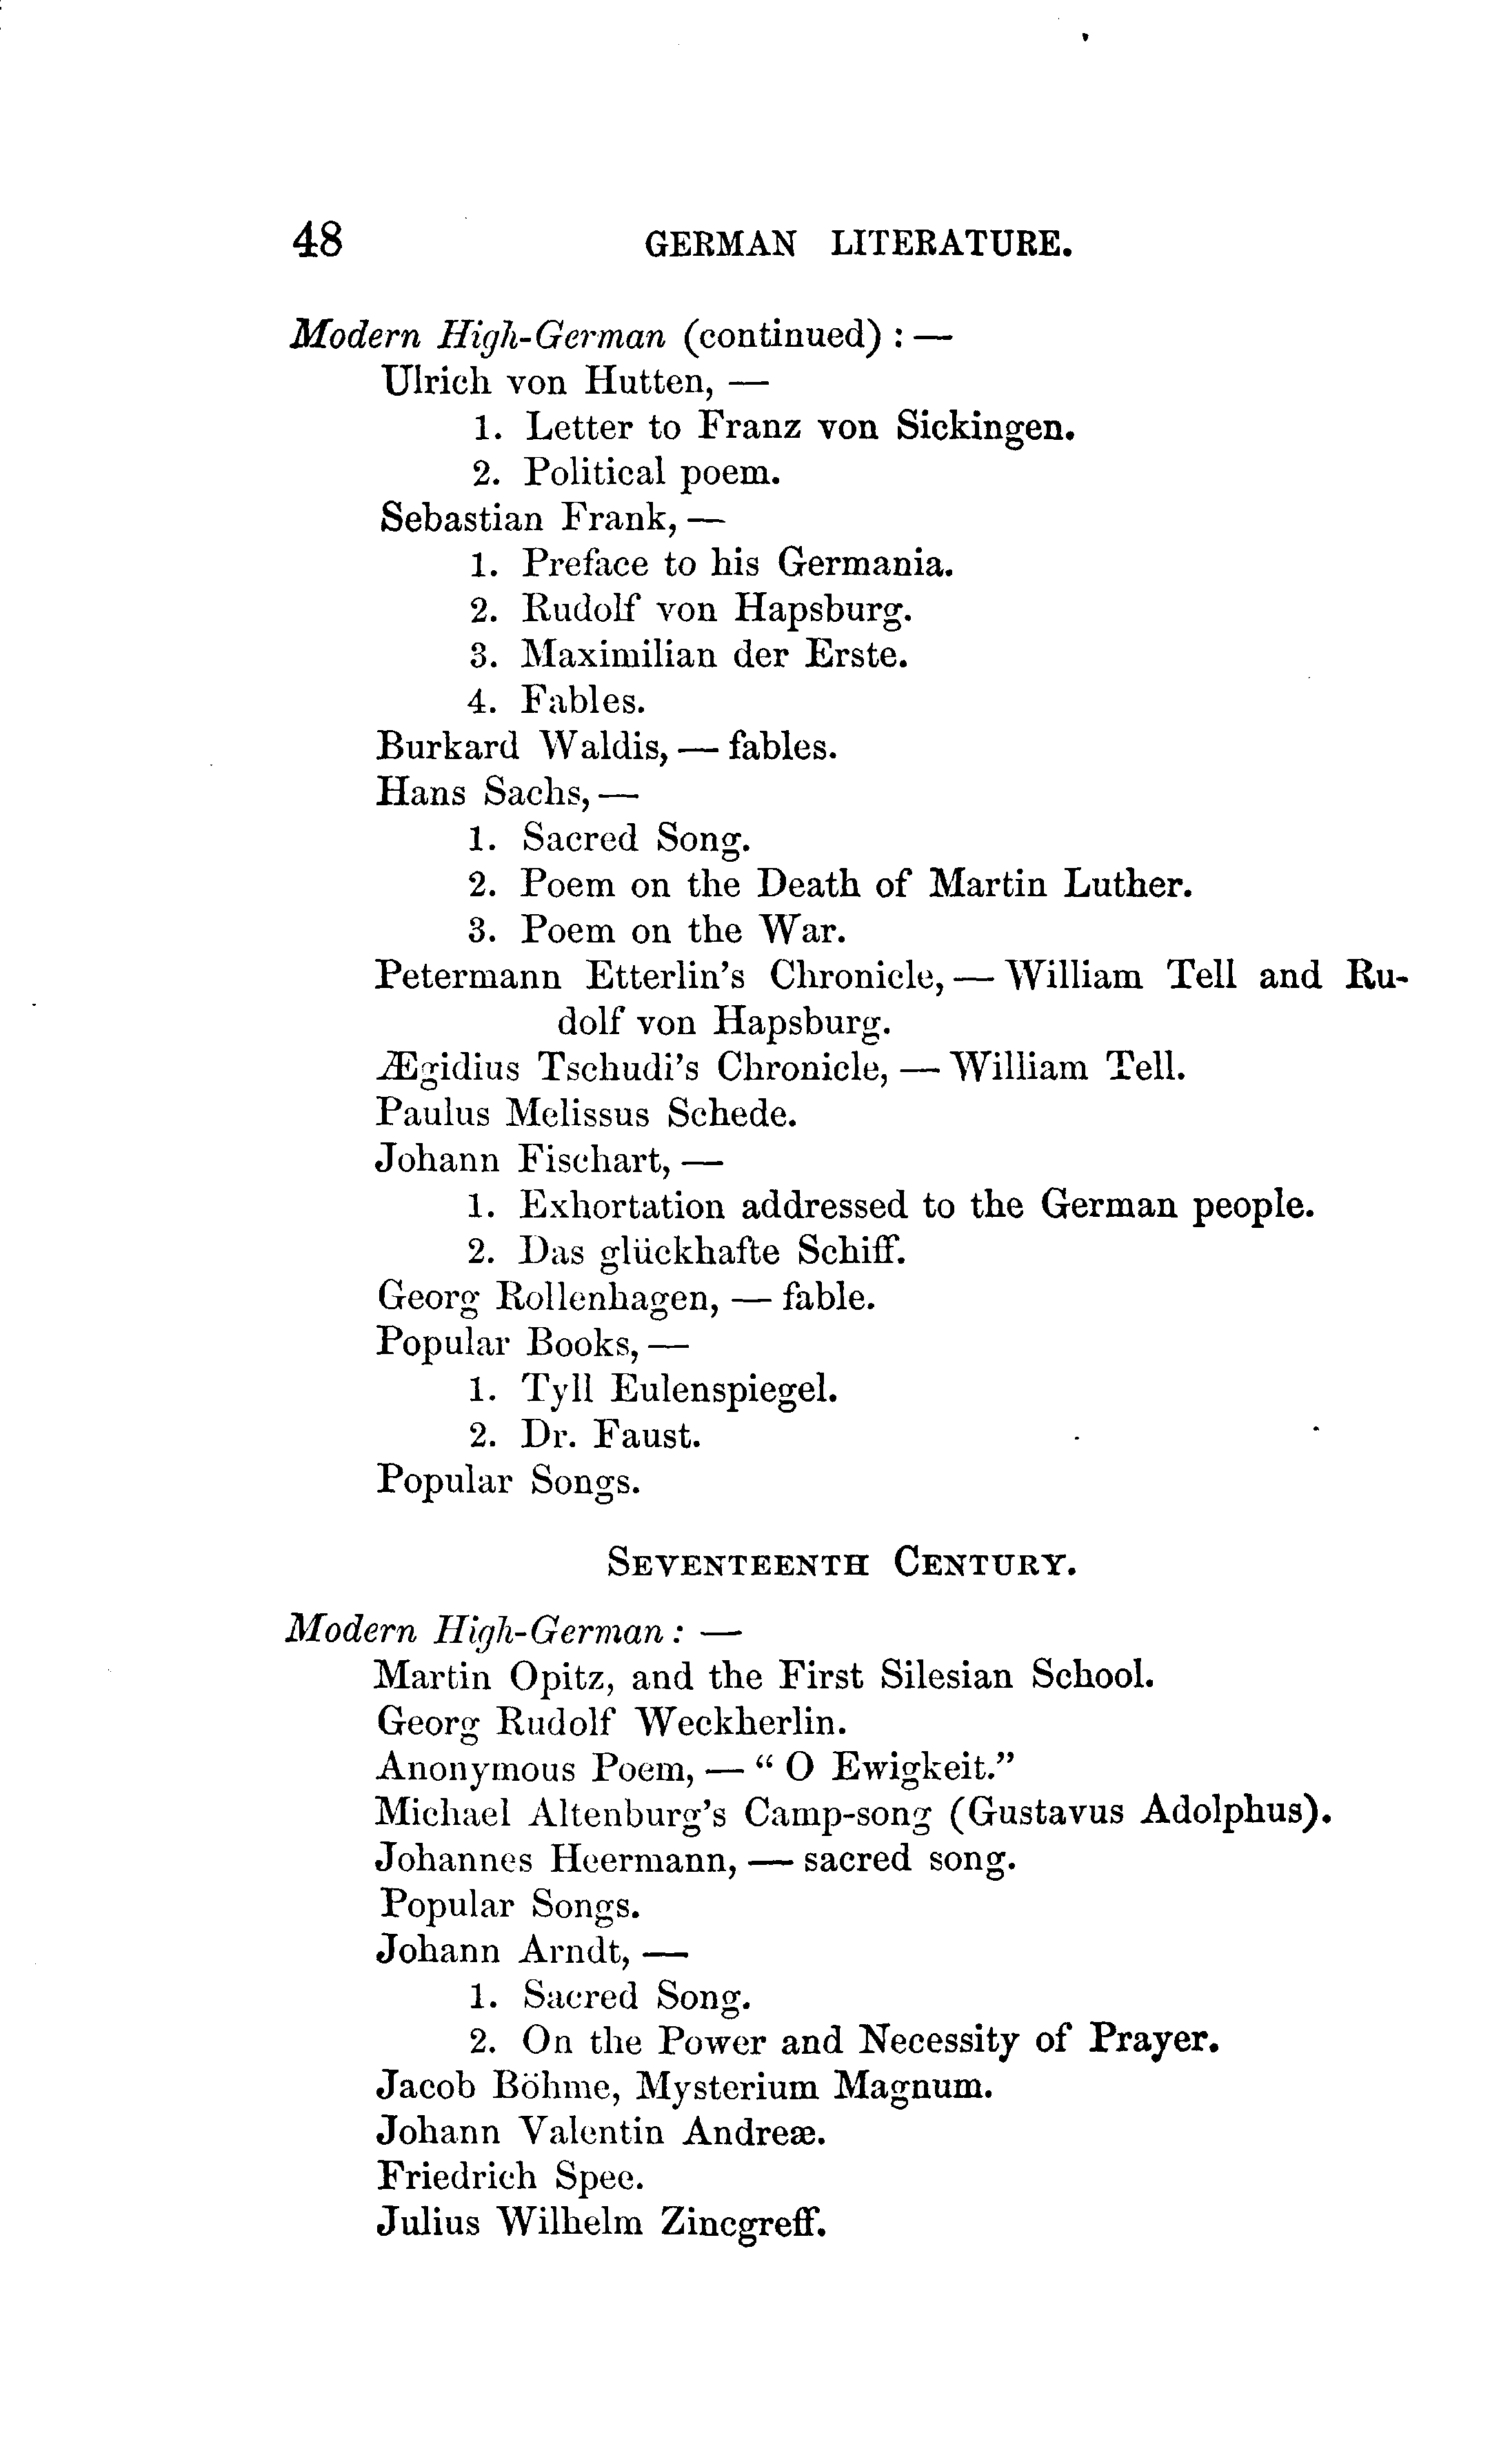 48 GERMAN LITERATURE.
Modern High-German (continued) : —
Ulrich von Hutten, —
1. Letter to Franz von Sickingen.
2. Political poem.
Sebastian Frank, —
1. Preface to his Germania.
2. Rudolf von Hapsburg.
3. Maximilian der Erste.
4. Fables.
Burkard Waldis, — fables.
Hans Sachs, —
1. Sacred Song.
2. Poem on the Death of Martin Luther.
3. Poem on the War.
Petermann Etterlin's Chronicle, — William Tell and Ru-
dolf von Hapsburg.
Ægidius Tschudi's Chronicle, — William Tell.
Paulus Melissus Schede.
Johann Fischart, —
1. Exhortation addressed to the German people.
2. Das glückhafte Schiff.
Georg Rollenhagen, — fable.
Popular Books, —
1. Tyll Eulenspiegel.
2. Dr. Faust.
Popular Songs.
SEVENTEENTH CENTURY.
Modern High-German : —
Martin Opitz, and the First Silesian School.
Georg Rudolf Weckherlin.
Anonymous Poem, — " O Ewigkeit."
Michael Altenburg's Camp-song (Gustavus Adolphus).
Johannes Heermann, — sacred song.
Popular Songs.
Johann Arndt, —
1. Sacred Song.
2. On the Power and Necessity of Prayer.
Jacob Böhme, Mysterium Magnum.
Johann Valentin Andreæ.
Friedrich Spee.
Julius Wilhelm Zincgreff.